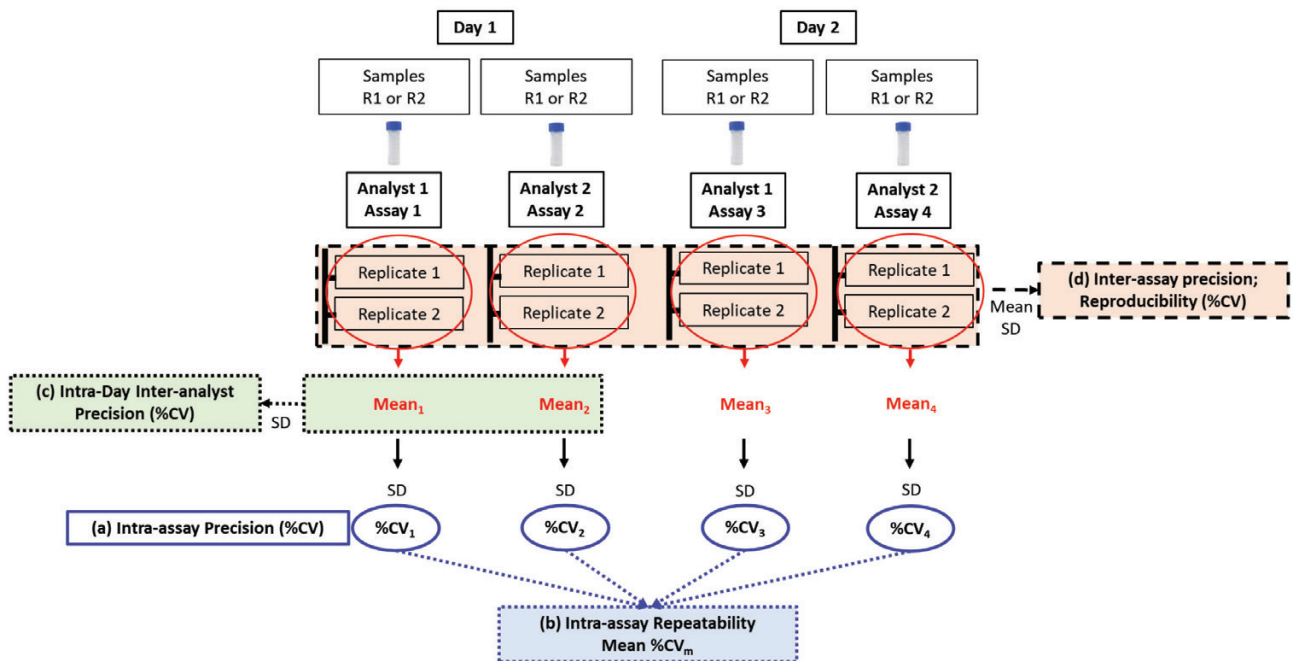 Day 1
Day 2
Samples
R1 or R2
Samples
R1 or R2
Samples
R1 or R2
Samples
R1 or R2
Analyst 1
Assay 1
Analyst 2
Assay 2
Analyst 1
Assay 3
Analyst 2
Assay 4
Replicate 1
Replicate 1
Replicate 1
Replicate 1
Replicate 2
Replicate 2
Replicate 2
Replicate 2
Mean
SD
(d) Inter-assay precision;
Reproducibility (%CV)
(c) Intra-Day Inter-analyst
Precision (%CV)
SD
Mean₁
Mean₂
Mean₃
Mean₄
SD
SD
SD
SD
(a) Intra-assay Precision (%CV)
%CV₁
%CV₂
%CV₃
%CV₄
(b) Intra-assay Repeatability
Mean %CVₘ